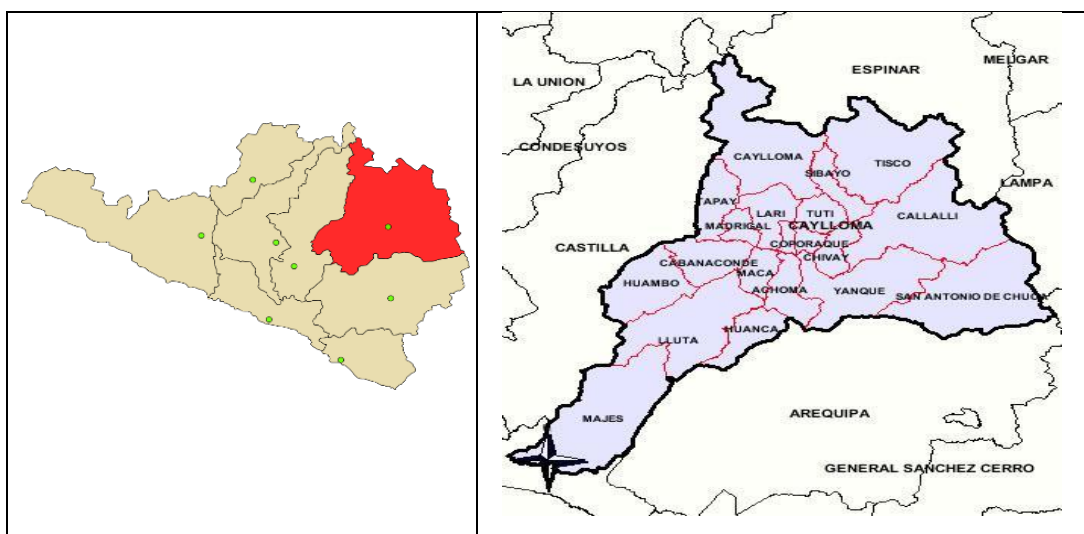 LA UNION
ESPINAR
MELGAR
CONDESUYOS
CAYLLOMA
TISCO
SIBAYO
LAMPA
TAPAY
LARI
TUTI
CALLALLI
MADRIGAL
CAYLLOMA
CASTILLA
COPORAQUE
CHIVAY
CABANACONDE
MACA
HUAMBO
ACHOMA
YANQUE
SAN ANTONIO DE CHUCA
HUANCA
LLUTA
MAJES
AREQUIPA
GENERAL SANCHEZ CERRO